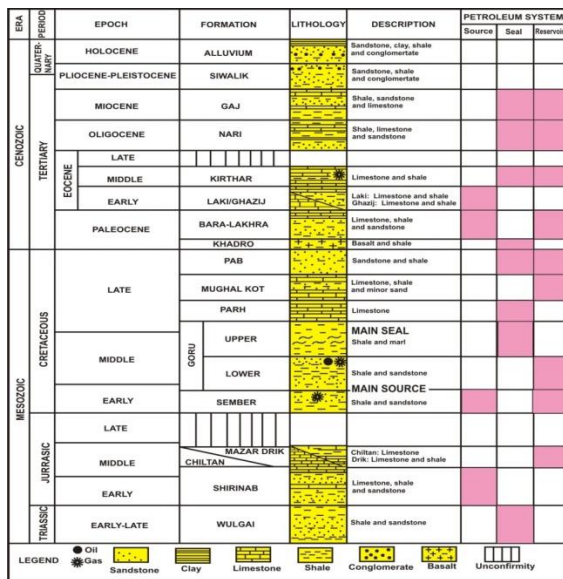 ERA PERIOD EPOCH FORMATION LITHOLOGY DESCRIPTION PETROLEUM SYSTEM
Source Seal Reservoir
CENOZOIC
QUATER-NARY
HOLOCENE ALLUVIUM Sandstone, clay, shale
and conglomerate
PLIOCENE-PLEISTOCENE SIWALIK Sandstone, shale
and conglomerate
TERTIARY
MIOCENE GAJ Shale, sandstone
and limestone
OLIGOCENE NARI Shale, limestone
and sandstone
EOCENE
LATE
MIDDLE KIRTHAR Limestone and shale
EARLY LAKI/GHAZIJ Laki: Limestone and shale
Ghazij: Limestone and shale
PALEOCENE BARA-LAKHRA Limestone, shale
and sandstone
KHADRO Basalt and shale
MESOZOIC
CRETACEOUS
LATE
PAB Sandstone and shale
MUGHAL KOT Limestone, shale
and minor sand
PARH Limestone
MIDDLE
GORU
UPPER MAIN SEAL
Shale and marl
LOWER Shale and sandstone
MAIN SOURCE
EARLY SEMBER Shale and sandstone
JURRASIC
LATE
MIDDLE
MAZAR DRIK
CHILTAN
Chiltan: Limestone
Drik: Limestone and shale
EARLY SHIRINAB Limestone, shale
and sandstone
TRIASSIC
EARLY-LATE WULGAI Shale and sandstone
LEGEND
Oil
Gas
Sandstone Clay Limestone Shale Conglomerate Basalt Unconfirmity